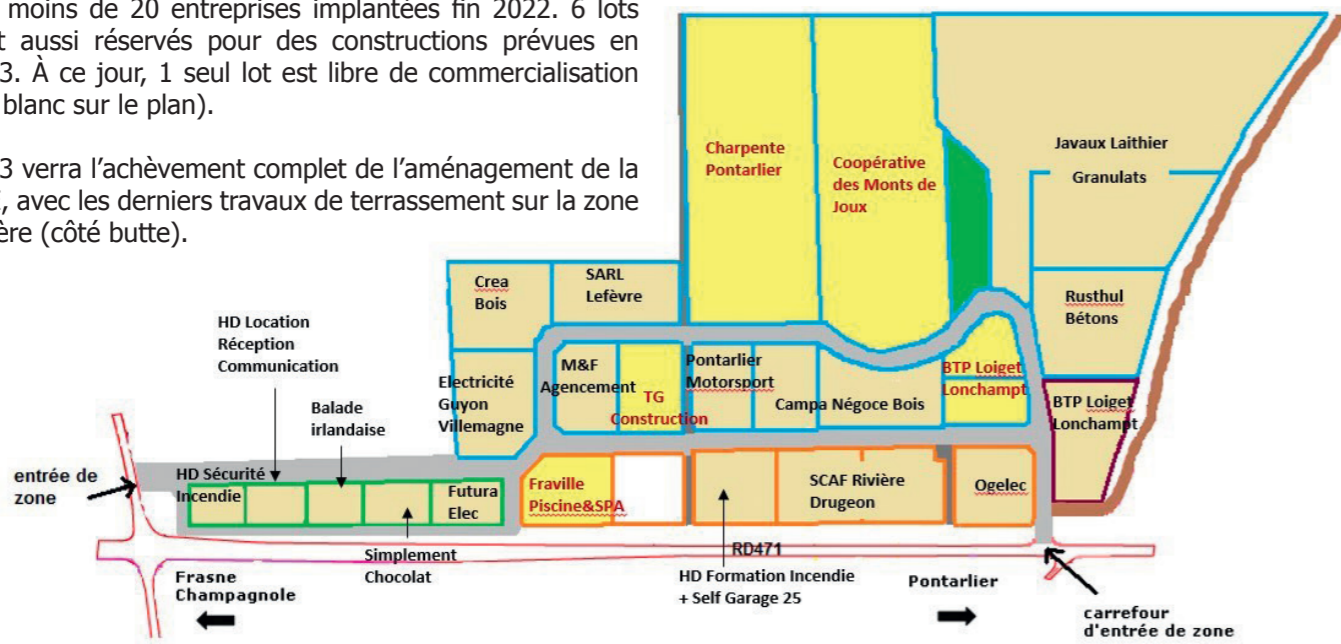 moins de 20 entreprises implantées fin 2022. 6 lots
t aussi réservés pour des constructions prévues en
3. À ce jour, 1 seul lot est libre de commercialisation
blanc sur le plan).
3 verra l’achèvement complet de l’aménagement de la
, avec les derniers travaux de terrassement sur la zone
ère (côté butte).
Charpente
Pontarlier
Coopérative
des Monts de
Joux
Javaux Laithier
Granulats
Crea
Bois
SARL
Lefèvre
Rusthul
Bétons
HD Location
Réception
Communication
Electricité
Guyon
Villemagne
M&F
Agencement
TG
Construction
Pontarlier
Motorsport
Campa Négoce Bois
BTP Loiget
Lonchampt
BTP Loiget
Lonchampt
Balade
irlandaise
entrée de
zone
HD Sécurité
Incendie
Futura
Elec
Fraville
Piscine&SPA
SCAF Rivière
Drugeon
Ogelec
Simplement
Chocolat
RD471
HD Formation Incendie
+ Self Garage 25
Frasne
Champagnole
Pontarlier
carrefour
d'entrée de zone